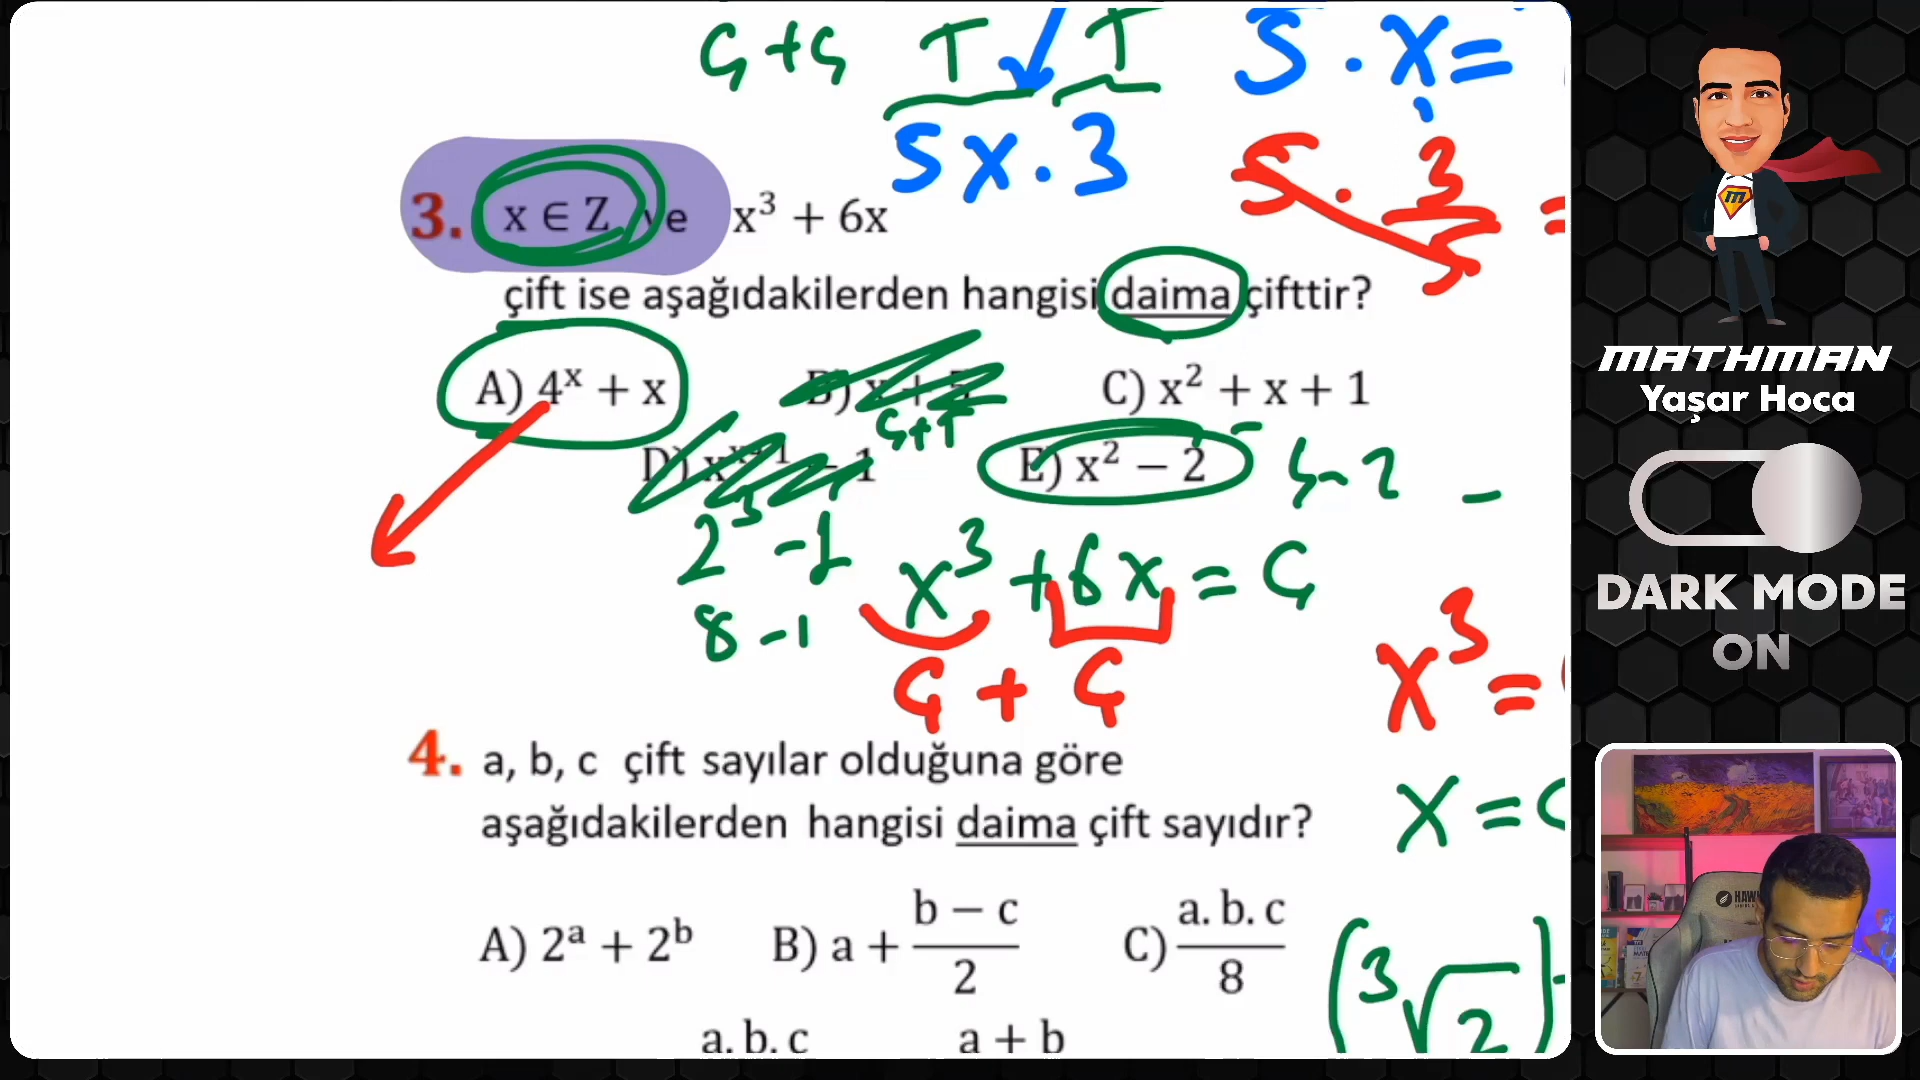 Ç + Ç T T 5 . X =
5X . 3 5 . 3/5 =
3. x ∈ Z ve x³ + 6x
çift ise aşağıdakilerden hangisi daima çifttir?
A) 4ˣ + x C) x² + x + 1
Ç+T
E) x² − 2 Ç - 2 -
2³ - 1 x³ + 6x = Ç
8 - 1
Ç + Ç x³ =
4. a, b, c çift sayılar olduğuna göre
x = Ç
aşağıdakilerden hangisi daima çift sayıdır?
A) 2ᵃ + 2ᵇ B) a + (b − c)/2 C) a. b. c/8
(³√2)
a. b. c a + b
MATHMAN
Yaşar Hoca
DARK MODE
ON